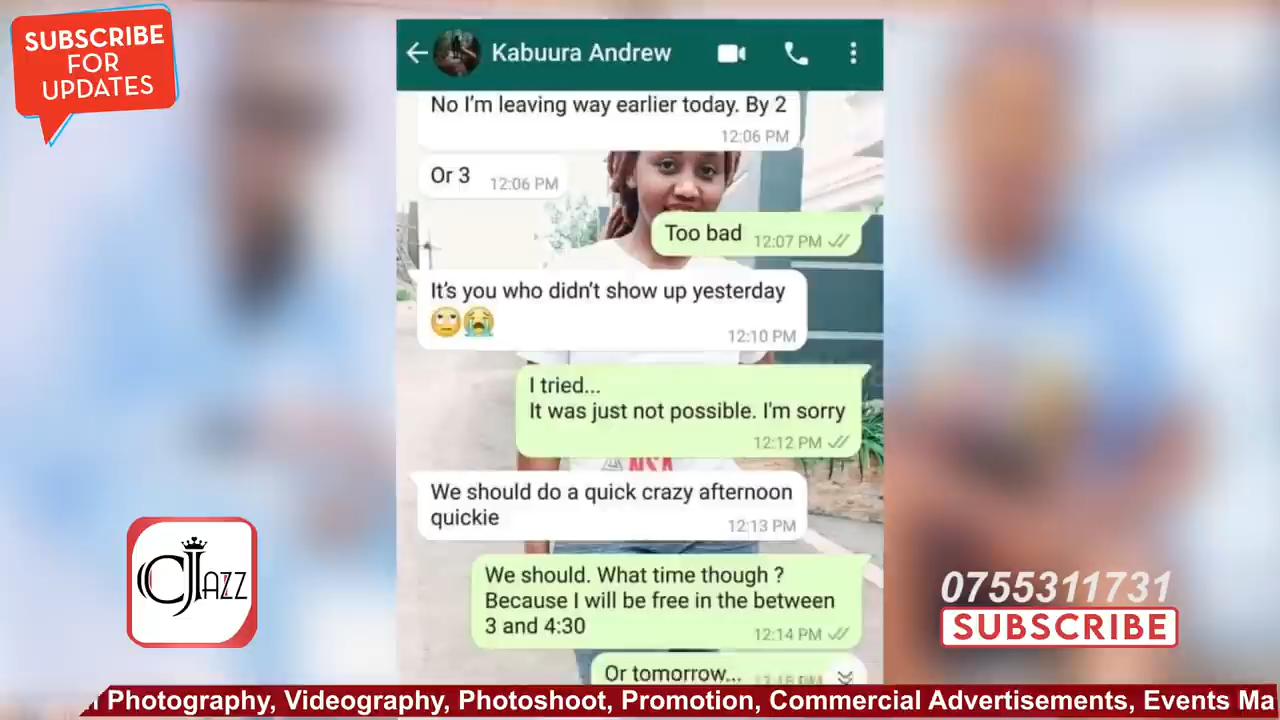 SUBSCRIBE
FOR
UPDATES
Kabuura Andrew
No I'm leaving way earlier today. By 2
12:06 PM
Or 3 12:06 PM
Too bad 12:07 PM
It's you who didn't show up yesterday
🙄😭
12:10 PM
I tried...
It was just not possible. I'm sorry
12:12 PM
NSA
We should do a quick crazy afternoon
quickie
12:13 PM
We should. What time though ?
Because I will be free in the between
3 and 4:30
12:14 PM
Or tomorrow...
CJazz
0755311731
SUBSCRIBE
Photography, Videography, Photoshoot, Promotion, Commercial Advertisements, Events Ma